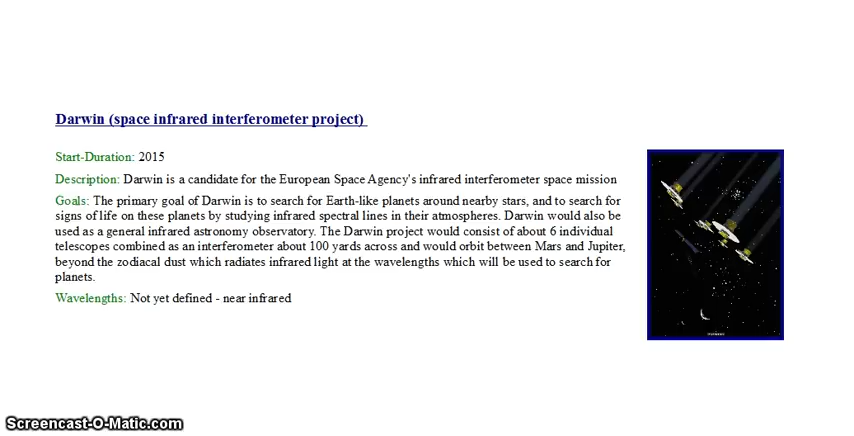 Darwin (space infrared interferometer project)
Start-Duration: 2015
Description: Darwin is a candidate for the European Space Agency's infrared interferometer space mission
Goals: The primary goal of Darwin is to search for Earth-like planets around nearby stars, and to search for
signs of life on these planets by studying infrared spectral lines in their atmospheres. Darwin would also be
used as a general infrared astronomy observatory. The Darwin project would consist of about 6 individual
telescopes combined as an interferometer about 100 yards across and would orbit between Mars and Jupiter,
beyond the zodiacal dust which radiates infrared light at the wavelengths which will be used to search for
planets.
Wavelengths: Not yet defined - near infrared
Screencast-O-Matic.com